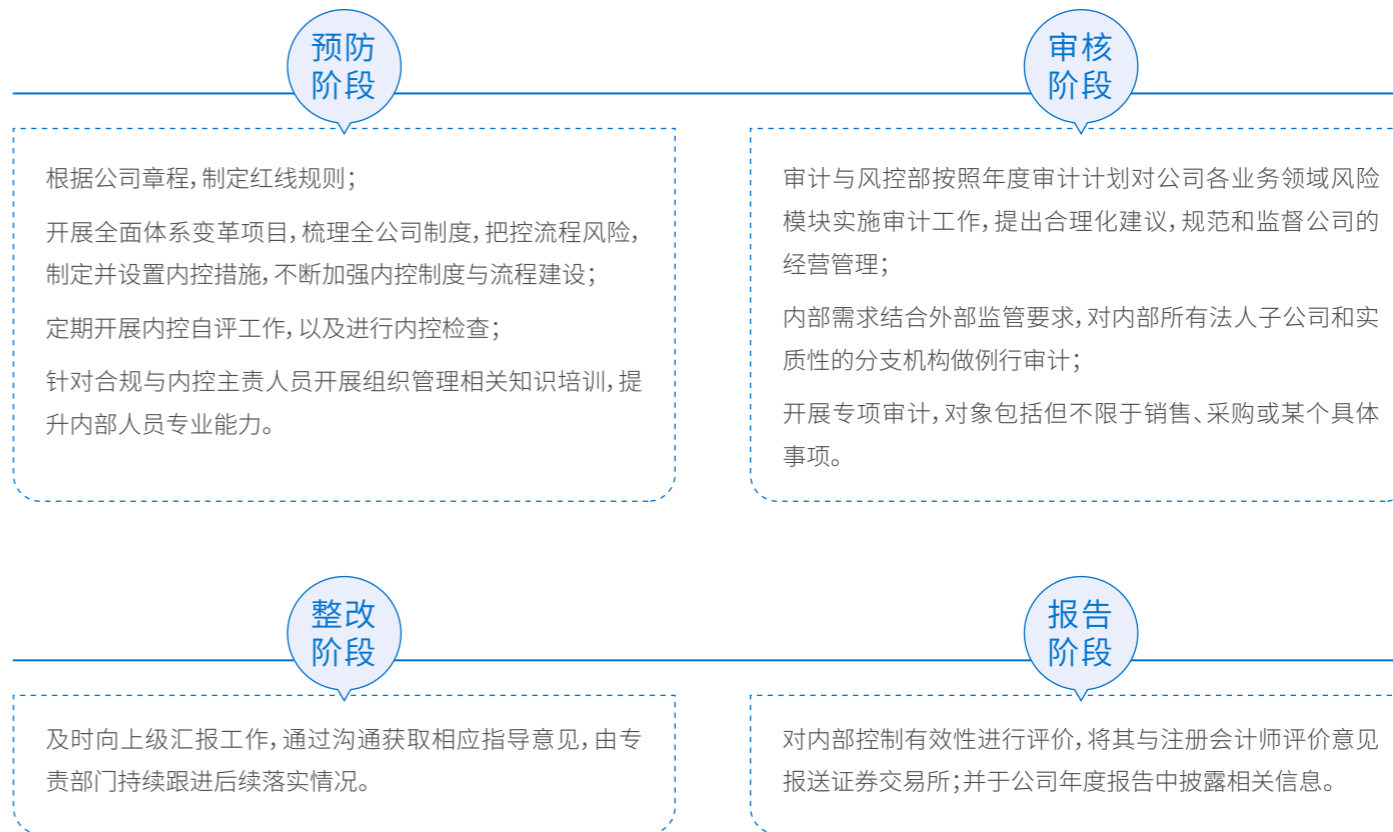 预防
阶段
根据公司章程,制定红线规则;
开展全面体系变革项目,梳理全公司制度,把控流程风险,
制定并设置内控措施,不断加强内控制度与流程建设;
定期开展内控自评工作,以及进行内控检查;
针对合规与内控主责人员开展组织管理相关知识培训,提
升内部人员专业能力。
审核
阶段
审计与风控部按照年度审计计划对公司各业务领域风险
模块实施审计工作,提出合理化建议,规范和监督公司的
经营管理;
内部需求结合外部监管要求,对内部所有法人子公司和实
质性的分支机构做例行审计;
开展专项审计,对象包括但不限于销售、采购或某个具体
事项。
整改
阶段
及时向上级汇报工作,通过沟通获取相应指导意见,由专
责部门持续跟进后续落实情况。
报告
阶段
对内部控制有效性进行评价,将其与注册会计师评价意见
报送证券交易所;并于公司年度报告中披露相关信息。